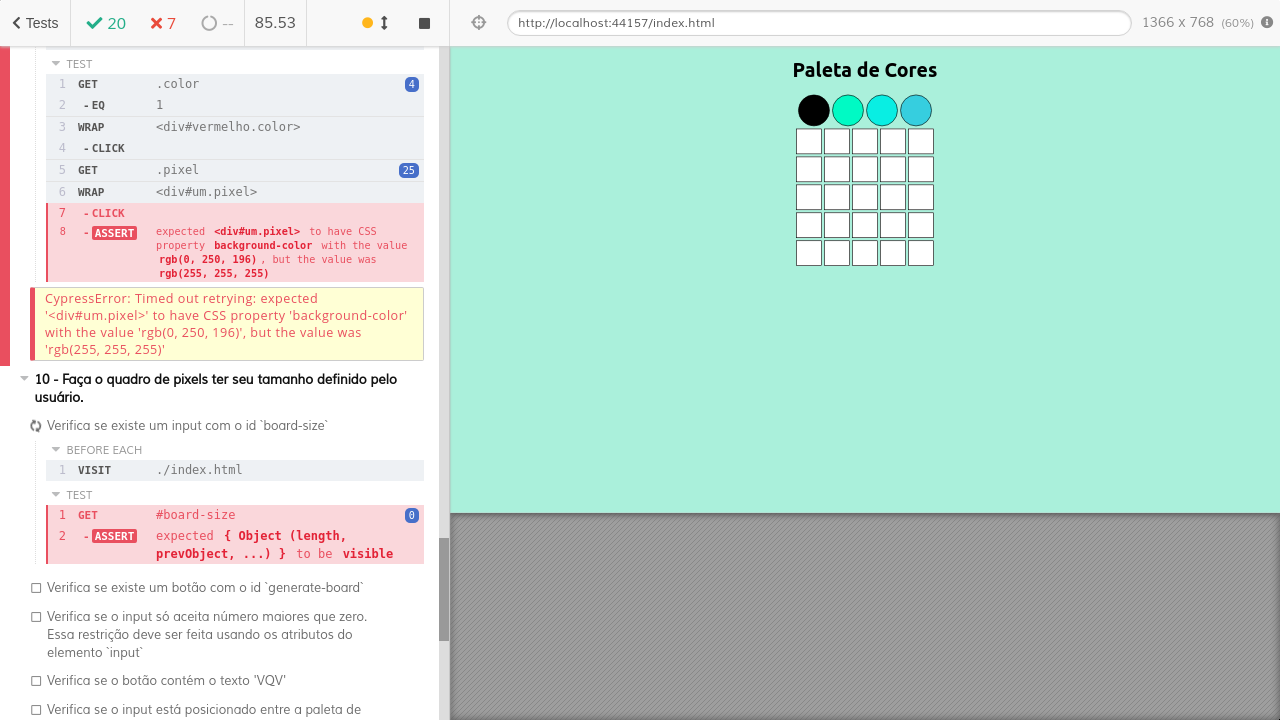 Tests 20 7 -- 85.53 http://localhost:44157/index.html 1366 x 768 (60%)
TEST
1 GET .color 4
2 - EQ 1
3 WRAP <div#vermelho.color>
4 - CLICK
5 GET .pixel 25
6 WRAP <div#um.pixel>
7 - CLICK
8 - ASSERT expected <div#um.pixel> to have CSS
property background-color with the value
rgb(0, 250, 196), but the value was
rgb(255, 255, 255)
CypressError: Timed out retrying: expected
'<div#um.pixel>' to have CSS property 'background-color'
with the value 'rgb(0, 250, 196)', but the value was
'rgb(255, 255, 255)'
10 - Faça o quadro de pixels ter seu tamanho definido pelo
usuário.
Verifica se existe um input com o id `board-size`
BEFORE EACH
1 VISIT ./index.html
TEST
1 GET #board-size 0
2 - ASSERT expected { Object (length,
prevObject, ...) } to be visible
Verifica se existe um botão com o id `generate-board`
Verifica se o input só aceita número maiores que zero.
Essa restrição deve ser feita usando os atributos do
elemento `input`
Verifica se o botão contém o texto 'VQV'
Verifica se o input está posicionado entre a paleta de
Paleta de Cores